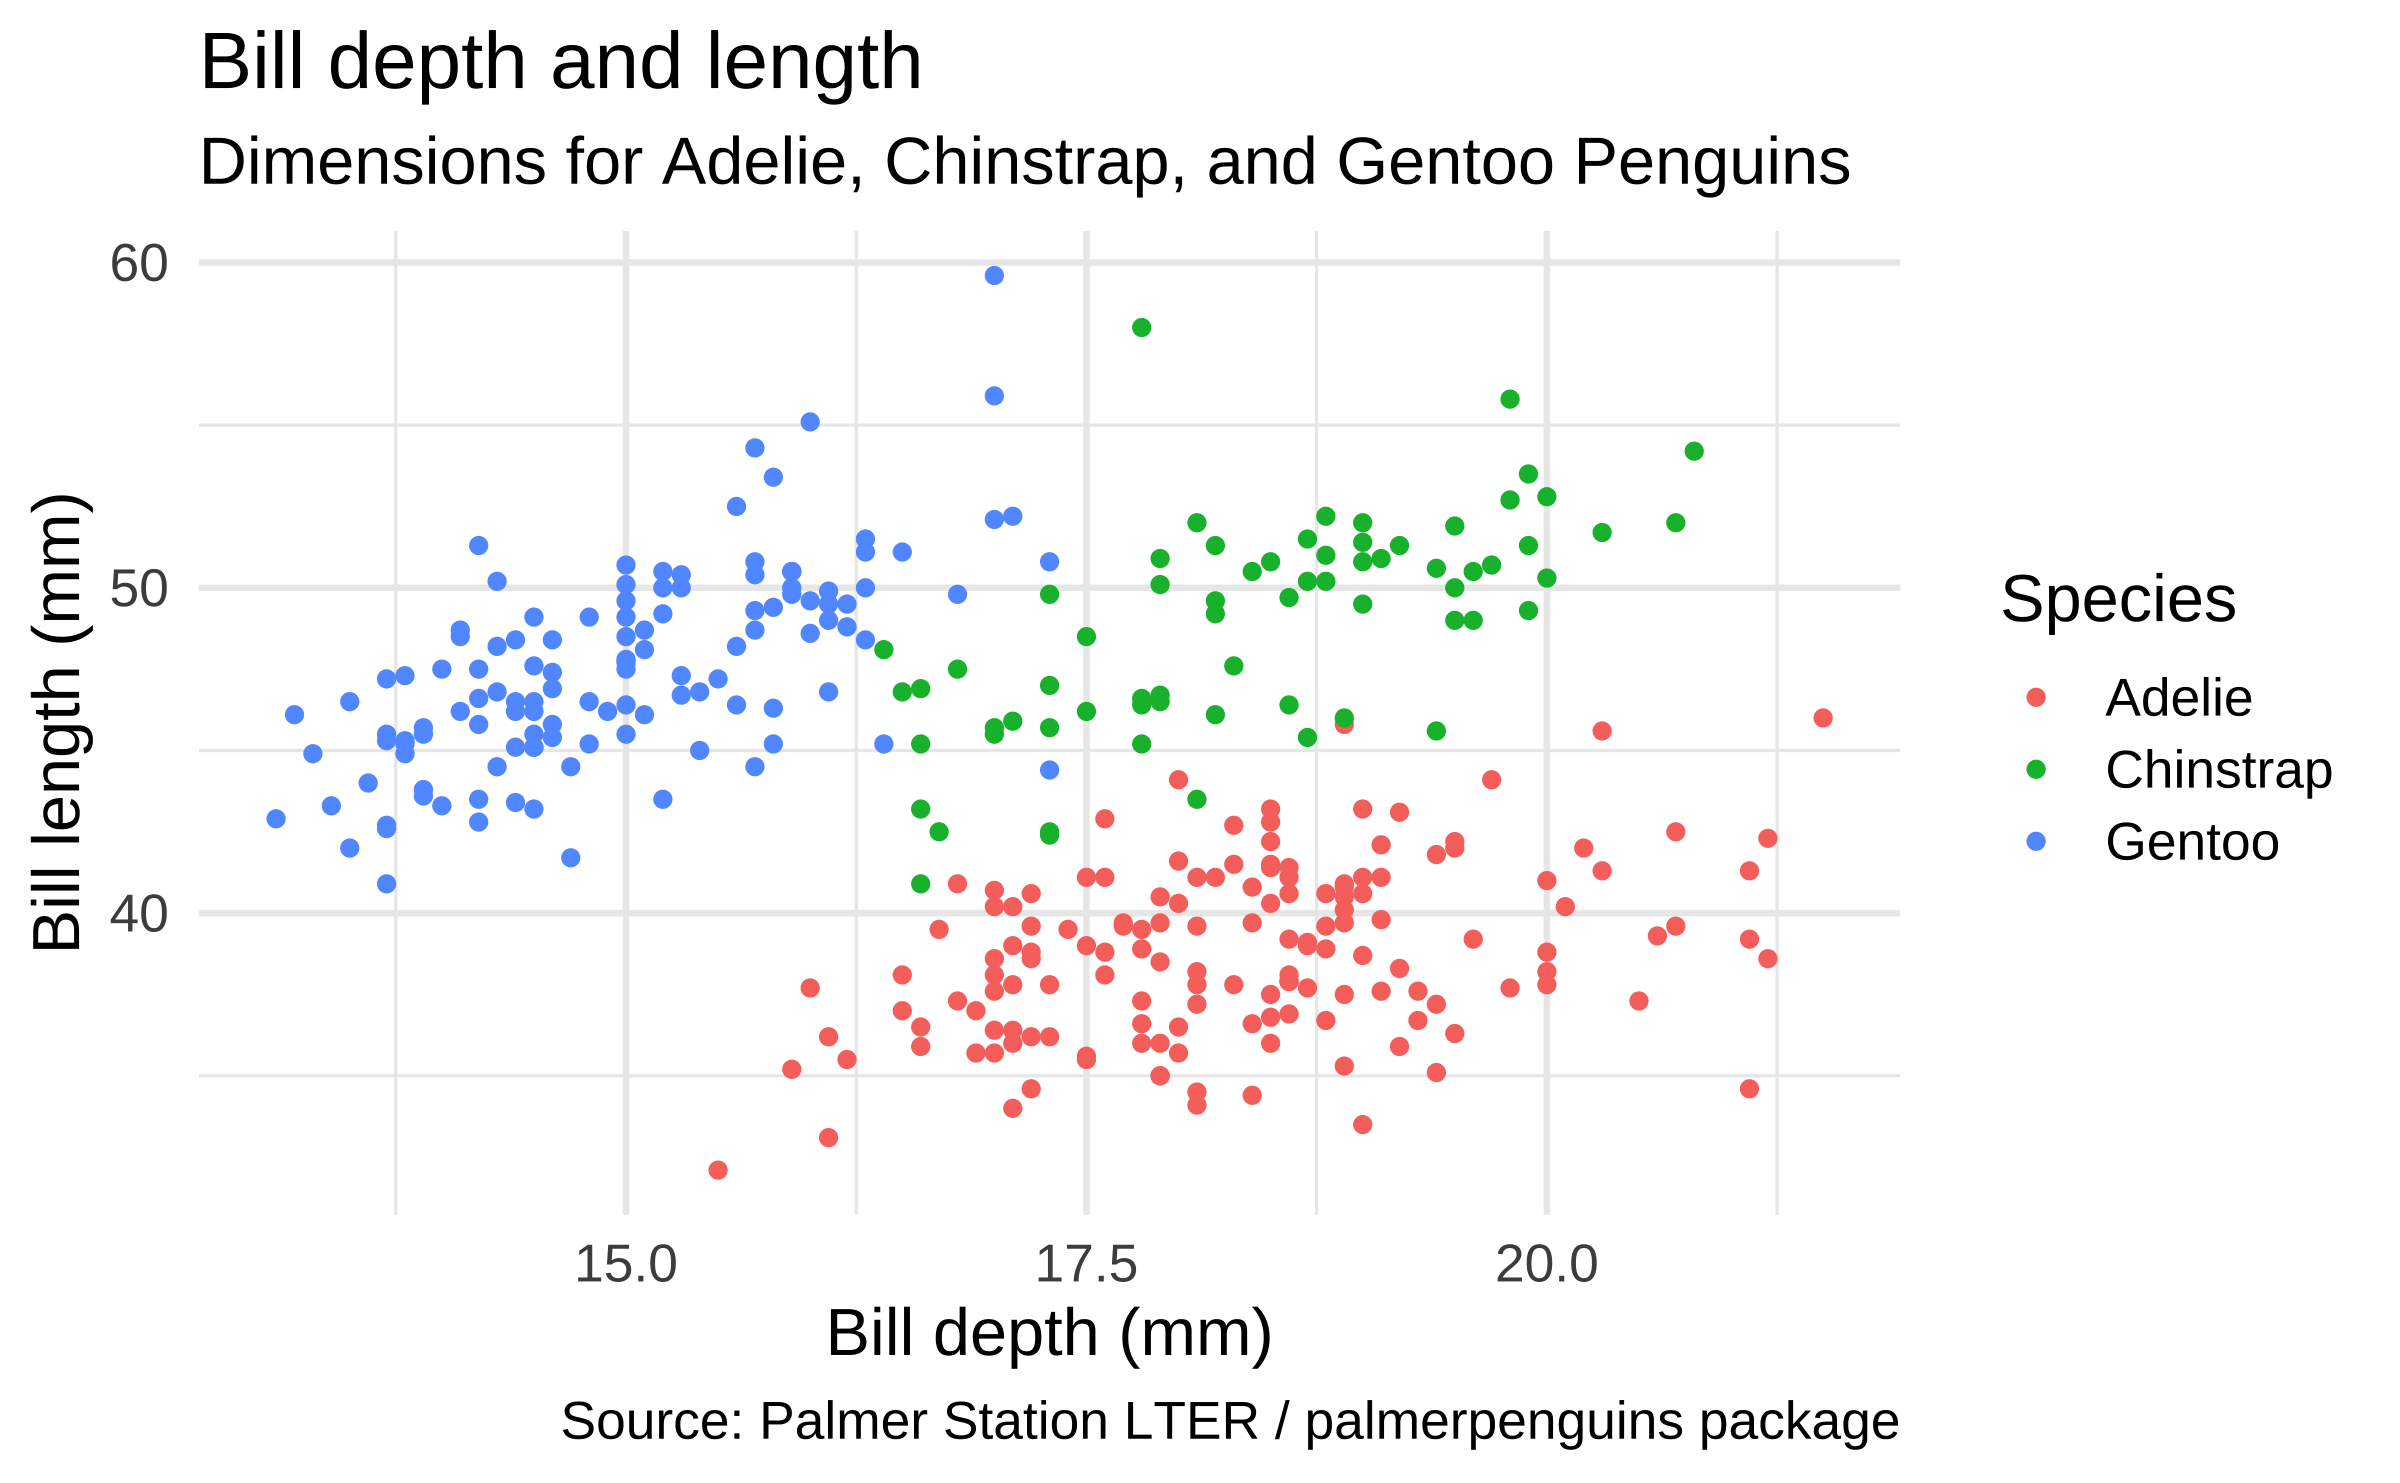 Bill depth and length
Dimensions for Adelie, Chinstrap, and Gentoo Penguins
60
50
40
Bill length (mm)
15.0 17.5 20.0
Bill depth (mm)
Species
Adelie
Chinstrap
Gentoo
Source: Palmer Station LTER / palmerpenguins package